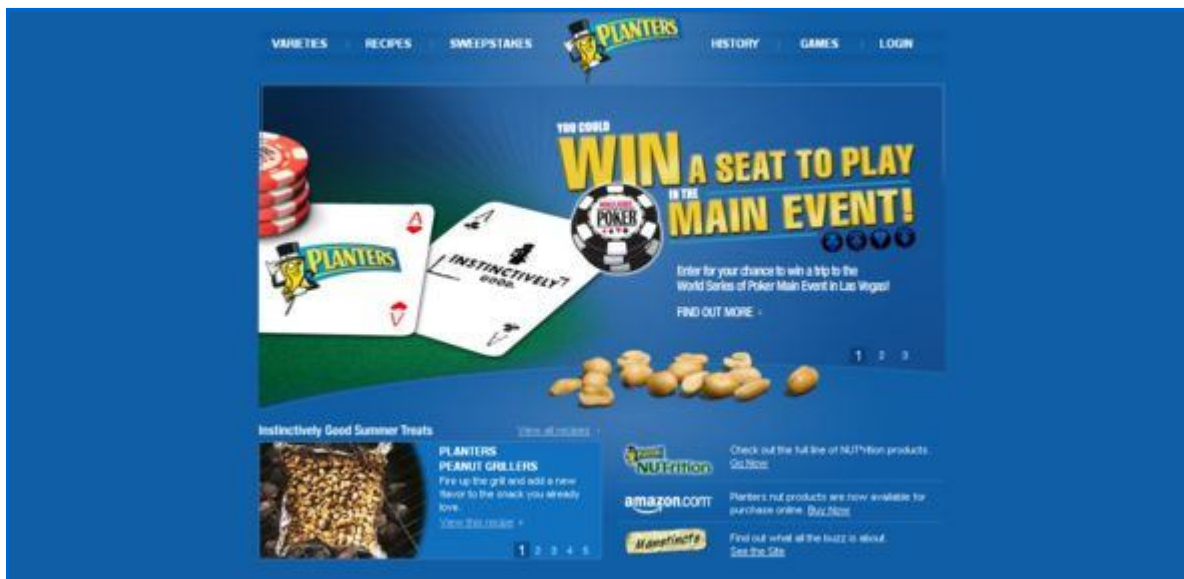 VARIETIES
RECIPES
SWEEPSTAKES
PLANTERS
HISTORY
GAMES
LOGIN
YOU COULD
WIN A SEAT TO PLAY
IN THE
MAIN EVENT!
POKER
A
PLANTERS
A
A
INSTINCTIVELY
GOOD.
Enter for your chance to win a trip to the
World Series of Poker Main Event in Las Vegas!
FIND OUT MORE
1 2 3
Instinctively Good Summer Treats
View all recipes
PLANTERS
PEANUT GRILLERS
Fire up the grill and add a new
flavor to the snack you already
love.
View this recipe
1 2 3 4 5
NUT·rition
Check out the full line of NUT*rition products.
Go Now
amazon.com
Planters nut products are now available for
purchase online. Buy Now
Manstincts
Find out what all the buzz is about.
See the Site